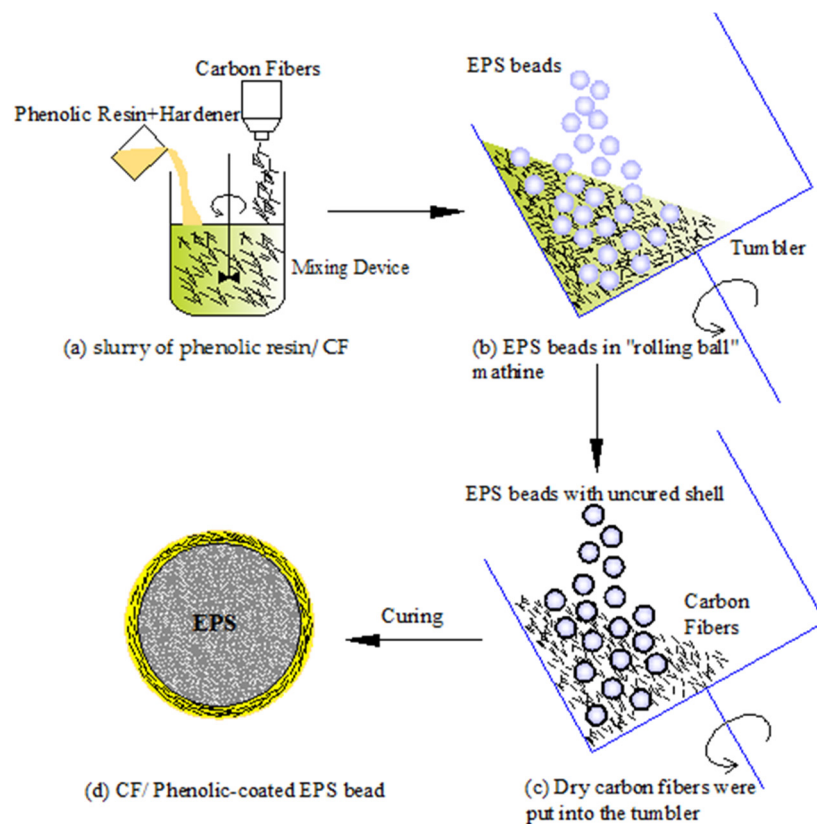 Carbon Fibers
Phenolic Resin+Hardener
Mixing Device
(a) slurry of phenolic resin/ CF
EPS beads
Tumbler
(b) EPS beads in "rolling ball"
mathine
EPS beads with uncured shell
Carbon
Fibers
(c) Dry carbon fibers were
put into the tumbler
Curing
EPS
(d) CF/ Phenolic-coated EPS bead